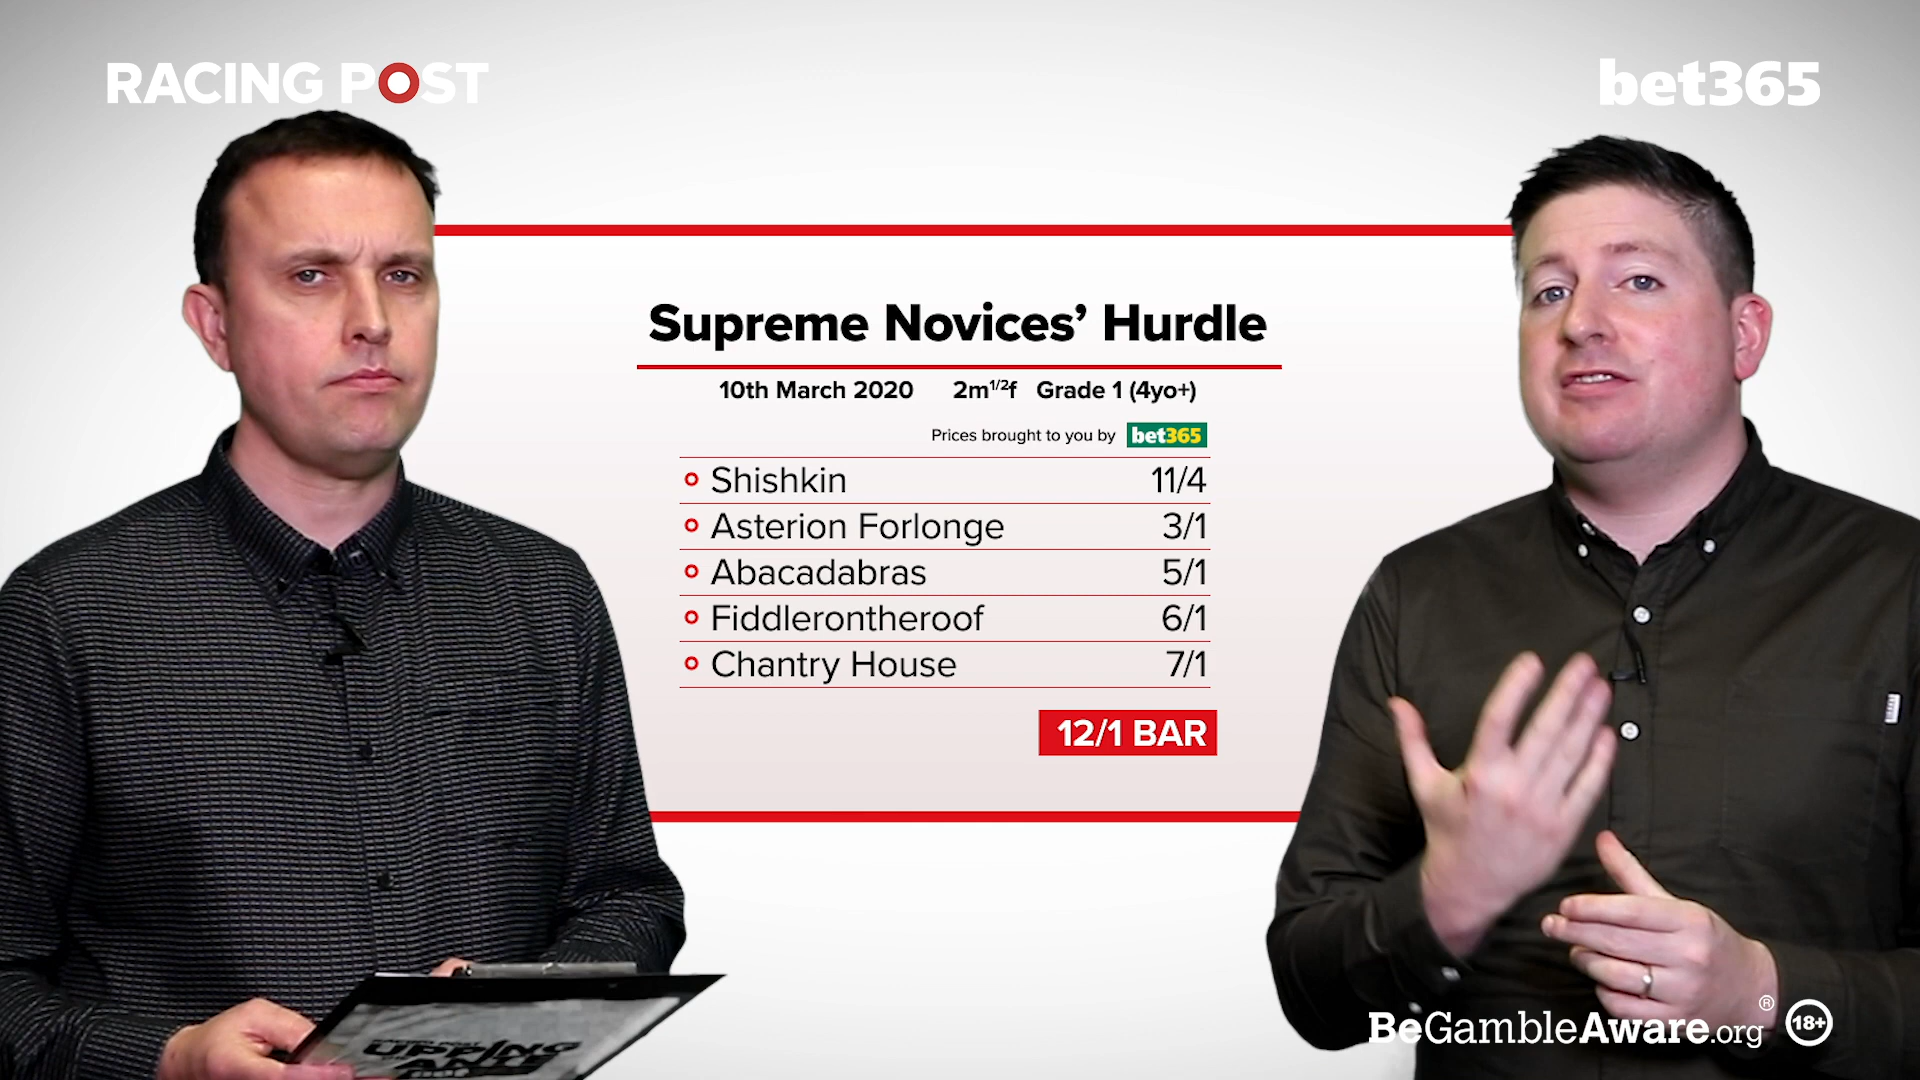 RACING POST
bet365
Supreme Novices’ Hurdle
10th March 2020 2m1/2f Grade 1 (4yo+)
Prices brought to you by bet365
Shishkin 11/4
Asterion Forlonge 3/1
Abacadabras 5/1
Fiddlerontheroof 6/1
Chantry House 7/1
12/1 BAR
BeGambleAware.org® 18+
UPPING
ANTE